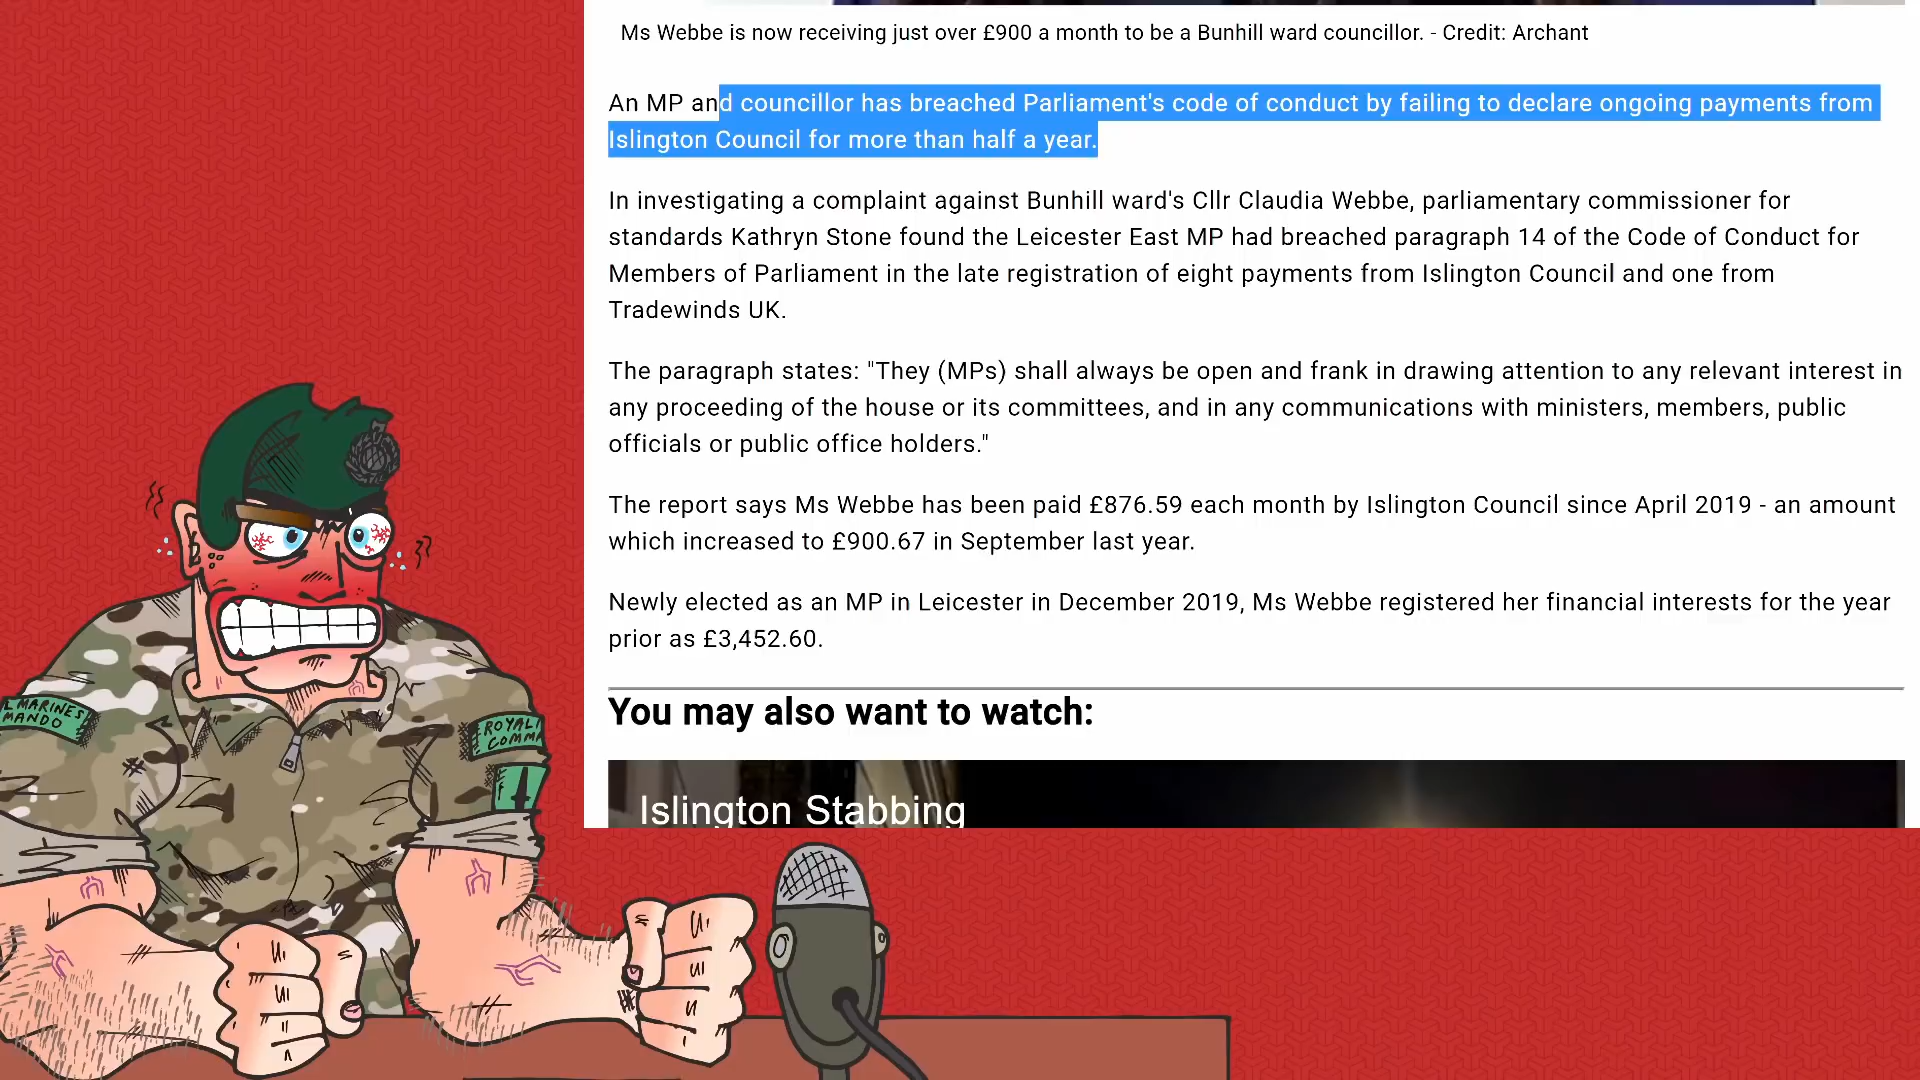 Ms Webbe is now receiving just over £900 a month to be a Bunhill ward councillor. - Credit: Archant
An MP and councillor has breached Parliament's code of conduct by failing to declare ongoing payments from
Islington Council for more than half a year.
In investigating a complaint against Bunhill ward's Cllr Claudia Webbe, parliamentary commissioner for
standards Kathryn Stone found the Leicester East MP had breached paragraph 14 of the Code of Conduct for
Members of Parliament in the late registration of eight payments from Islington Council and one from
Tradewinds UK.
The paragraph states: "They (MPs) shall always be open and frank in drawing attention to any relevant interest in
any proceeding of the house or its committees, and in any communications with ministers, members, public
officials or public office holders."
The report says Ms Webbe has been paid £876.59 each month by Islington Council since April 2019 - an amount
which increased to £900.67 in September last year.
Newly elected as an MP in Leicester in December 2019, Ms Webbe registered her financial interests for the year
prior as £3,452.60.
You may also want to watch:
Islington Stabbing
L MARINES
MANDO
ROYAL
COMM